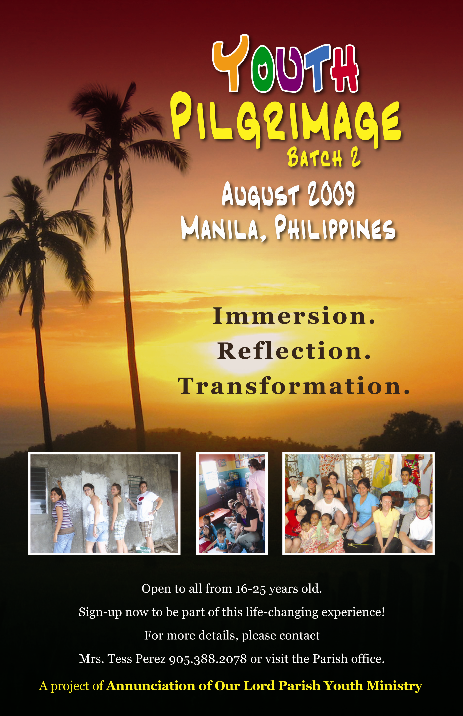 Youth
Pilgrimage
Batch 2
August 2009
Manila, Philippines
Immersion.
Reflection.
Transformation.
Open to all from 16-25 years old.
Sign-up now to be part of this life-changing experience!
For more details, please contact
Mrs. Tess Perez 905.388.2078 or visit the Parish office.
A project of Annunciation of Our Lord Parish Youth Ministry